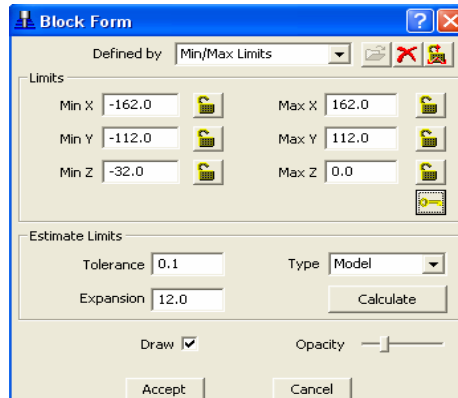 Block Form
Defined by Min/Max Limits
Limits
Min X -162.0 Max X 162.0
Min Y -112.0 Max Y 112.0
Min Z -32.0 Max Z 0.0
Estimate Limits
Tolerance 0.1 Type Model
Expansion 12.0 Calculate
Draw Opacity
Accept Cancel